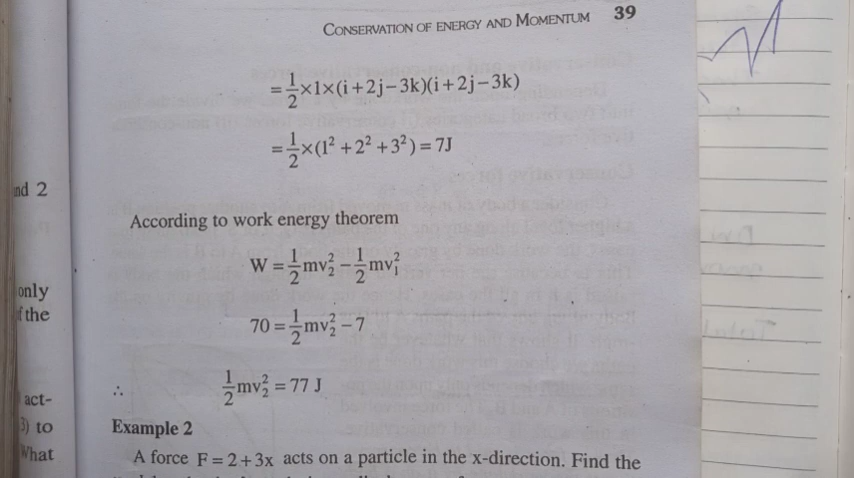 CONSERVATION OF ENERGY AND MOMENTUM 39
=1/2×1×(i+2j−3k)(i+2j−3k)
=1/2×(1²+2²+3²)=7J
nd 2
According to work energy theorem
W=1/2mv₂²−1/2mv₁²
only
f the
70=1/2mv₂²−7
∴ 1/2mv₂²=77 J
act-
3) to
What
Example 2
A force F=2+3x acts on a particle in the x-direction. Find the